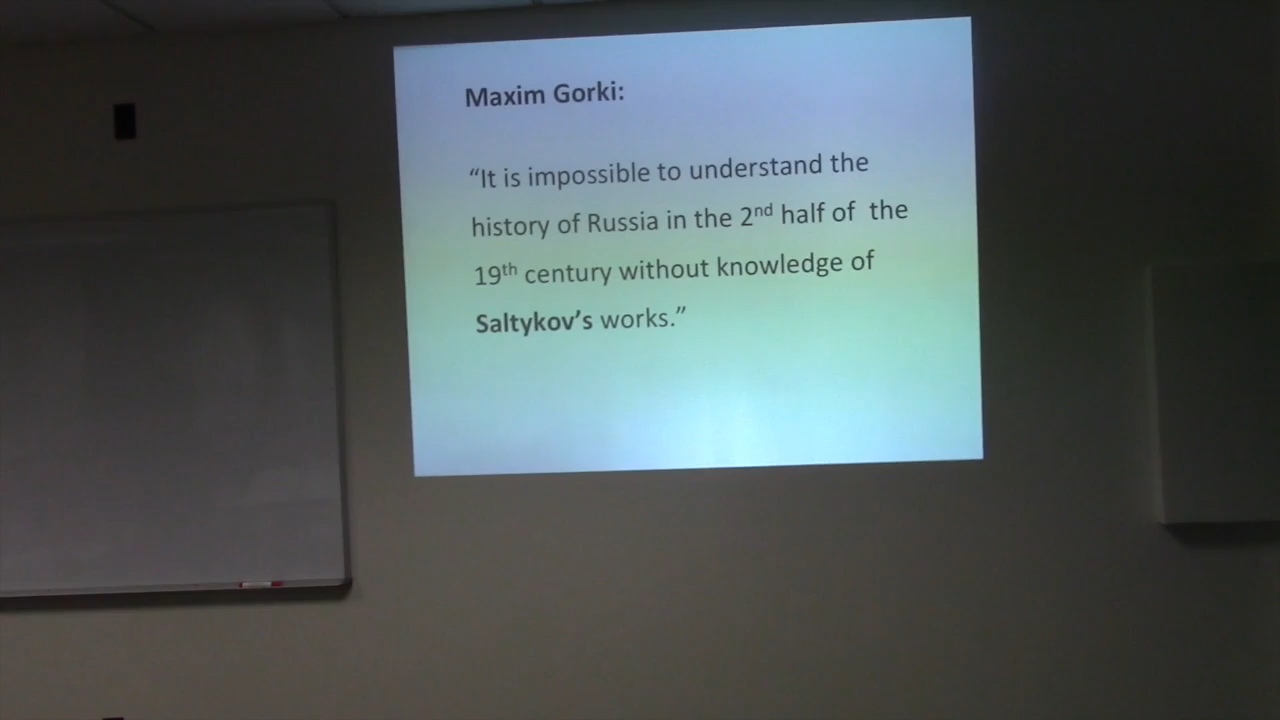 Maxim Gorki:
“It is impossible to understand the
history of Russia in the 2nd half of the
19th century without knowledge of
Saltykov’s works.”